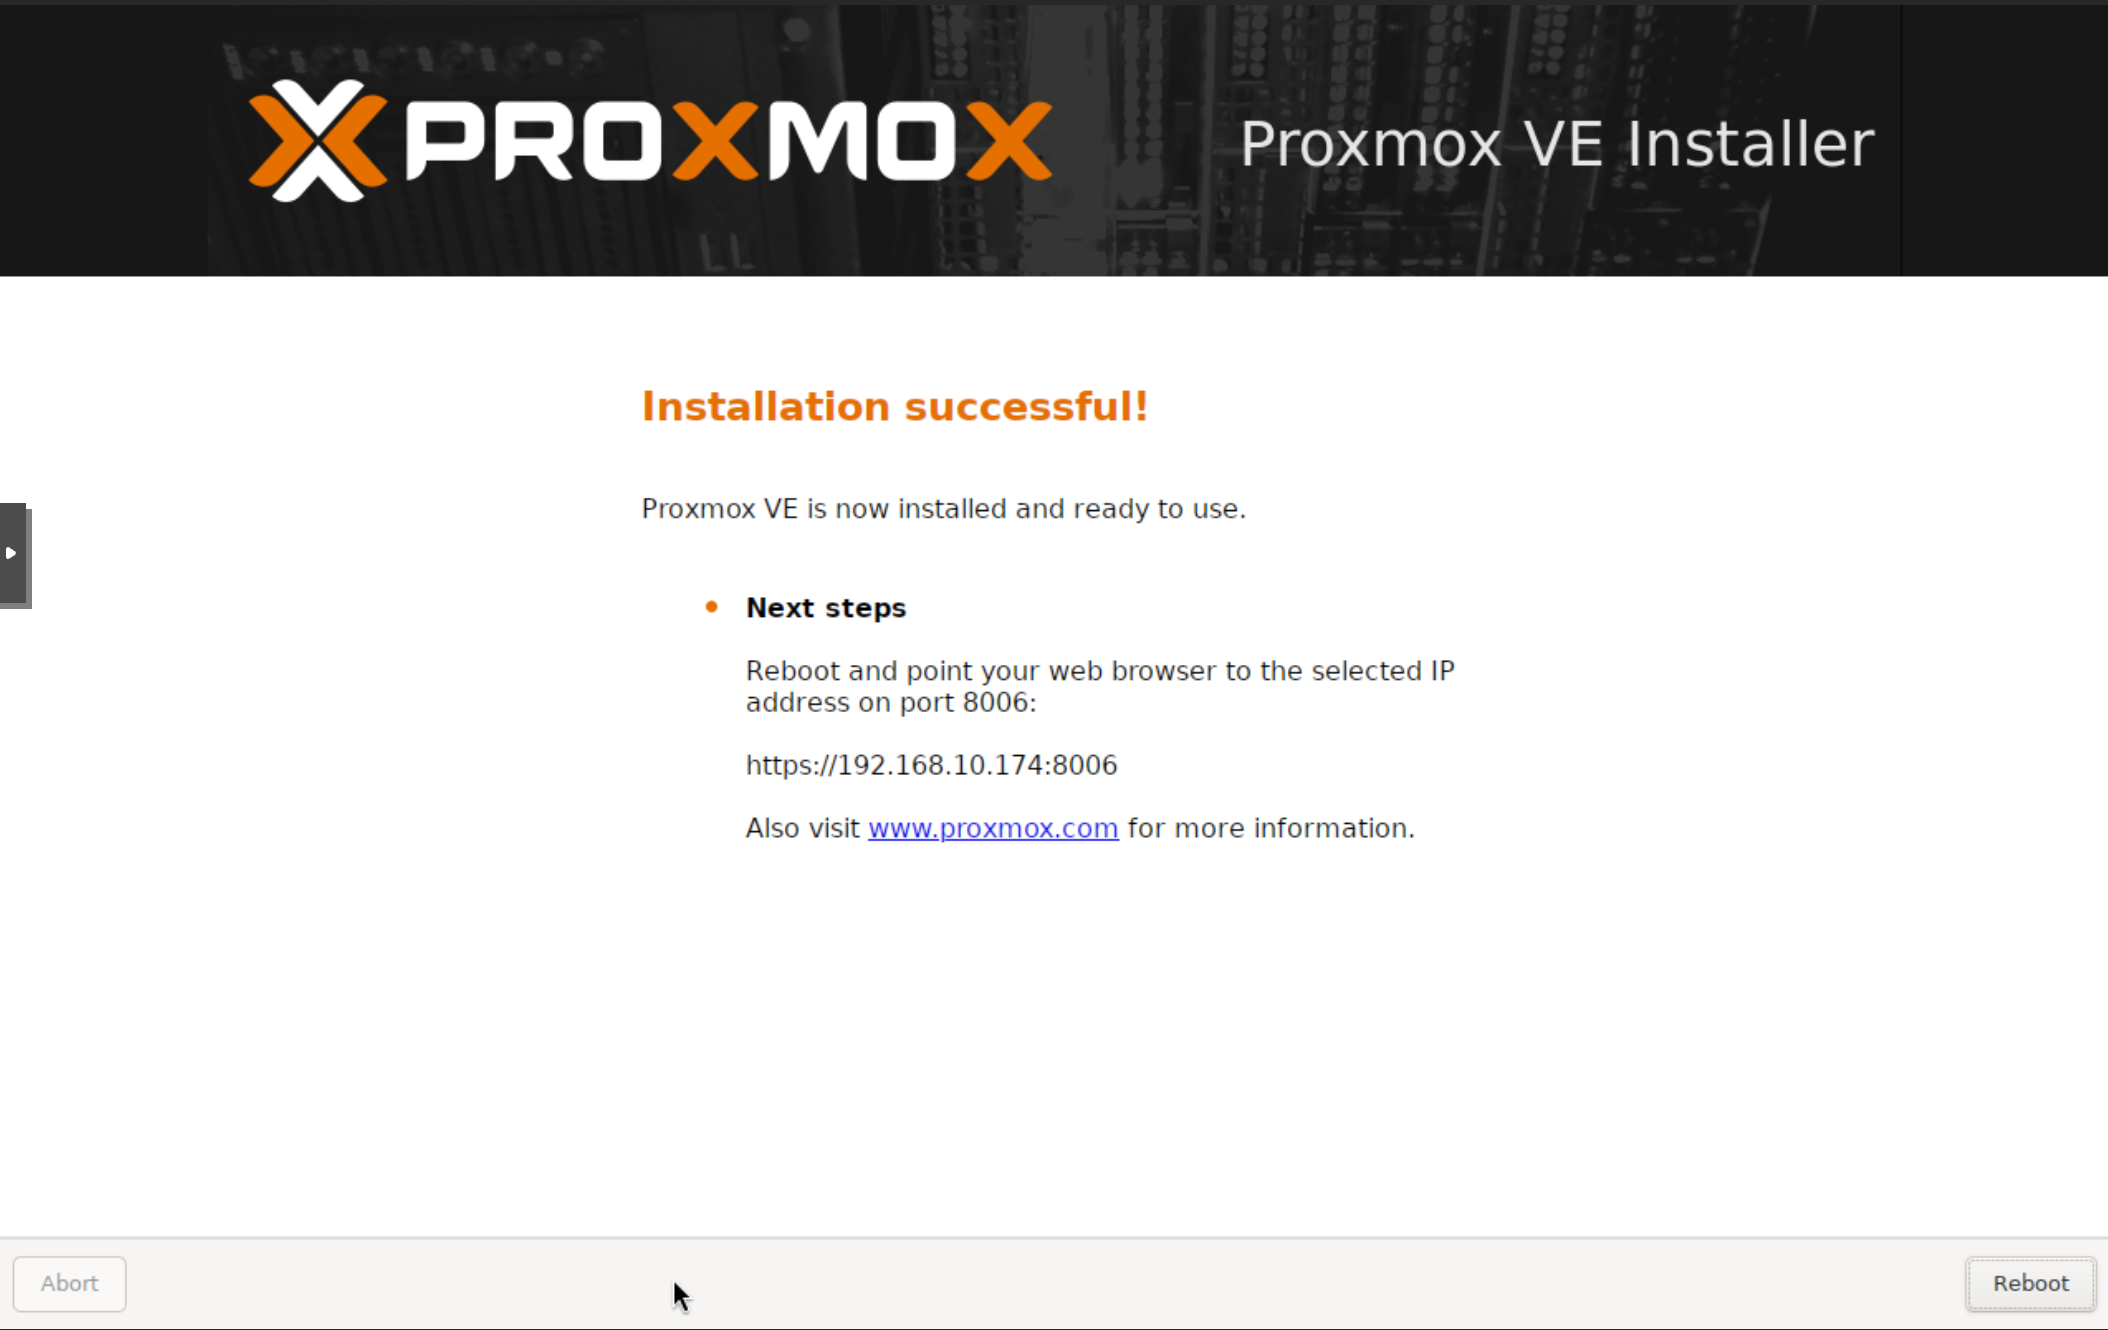 PROXMOX
Proxmox VE Installer
Installation successful!
Proxmox VE is now installed and ready to use.
Next steps
Reboot and point your web browser to the selected IP
address on port 8006:
https://192.168.10.174:8006
Also visit www.proxmox.com for more information.
Abort
Reboot